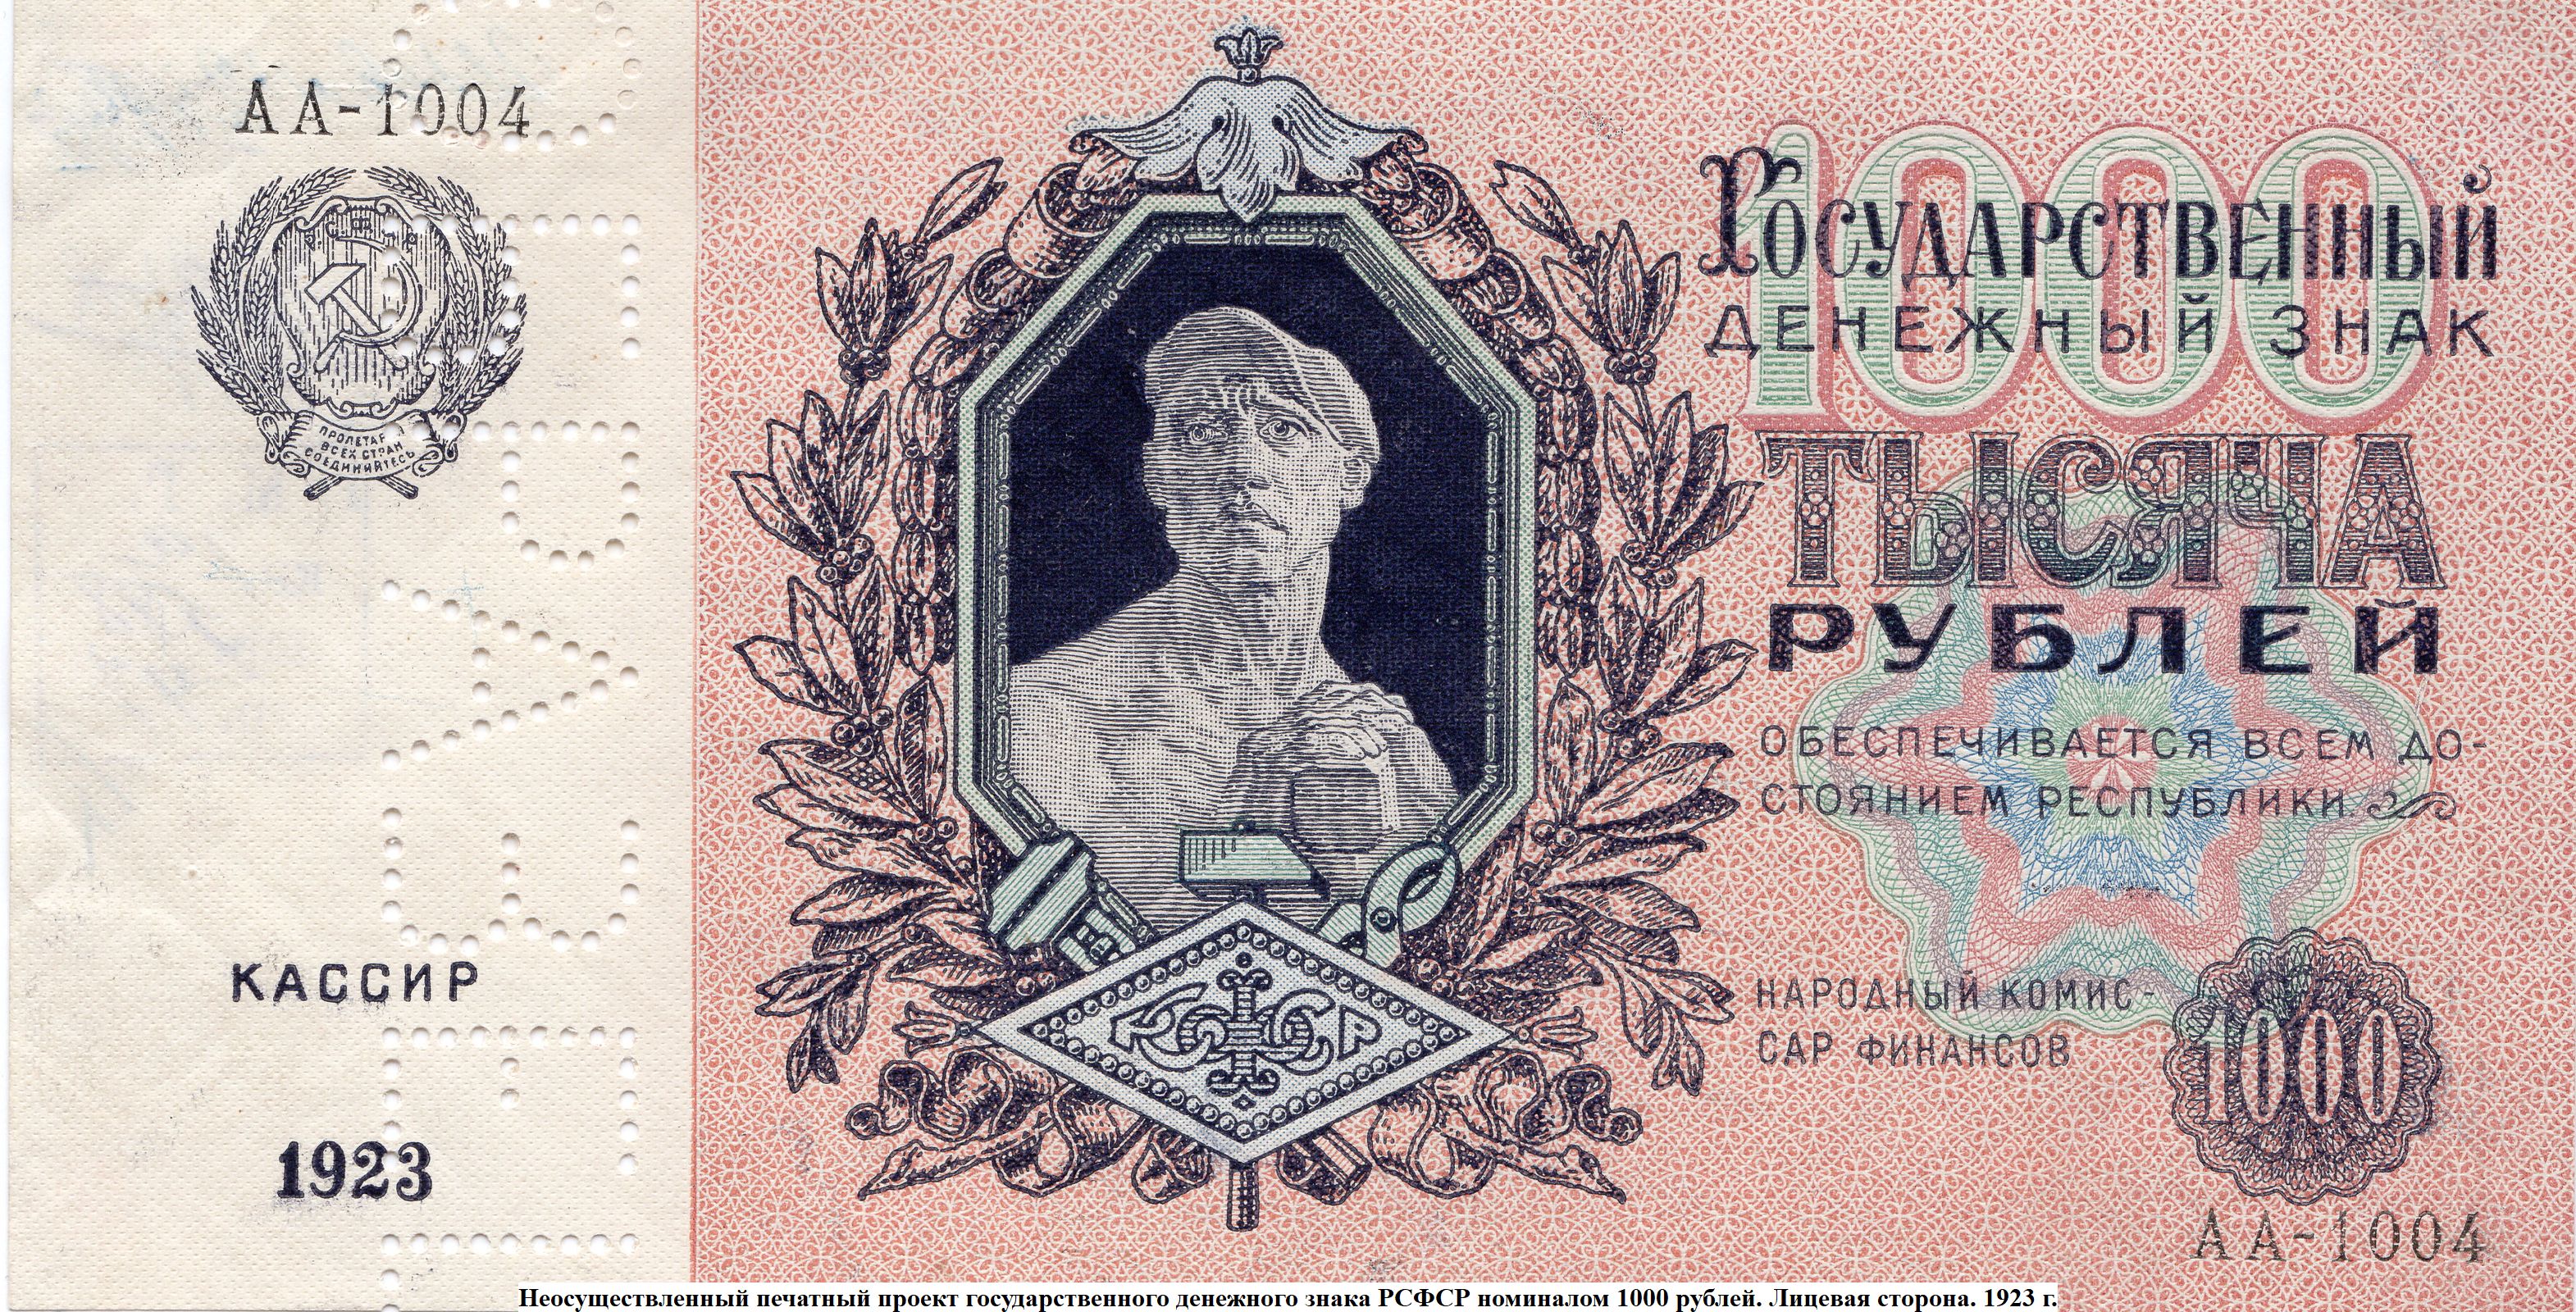 АА-1004
ПРОЛЕТАРИ
ВСЕХ СТРАН
СОЕДИНЯЙТЕСЬ
КАССИР
1923
1000
Государственный
ДЕНЕЖНЫЙ ЗНАК
ТЫСЯЧА
РУБЛЕЙ
ОБЕСПЕЧИВАЕТСЯ ВСЕМ ДО-
СТОЯНИЕМ РЕСПУБЛИКИ
НАРОДНЫЙ КОМИС-
САР ФИНАНСОВ
1000
АА-1004
РСФСР
Неосуществленный печатный проект государственного денежного знака РСФСР номиналом 1000 рублей. Лицевая сторона. 1923 г.